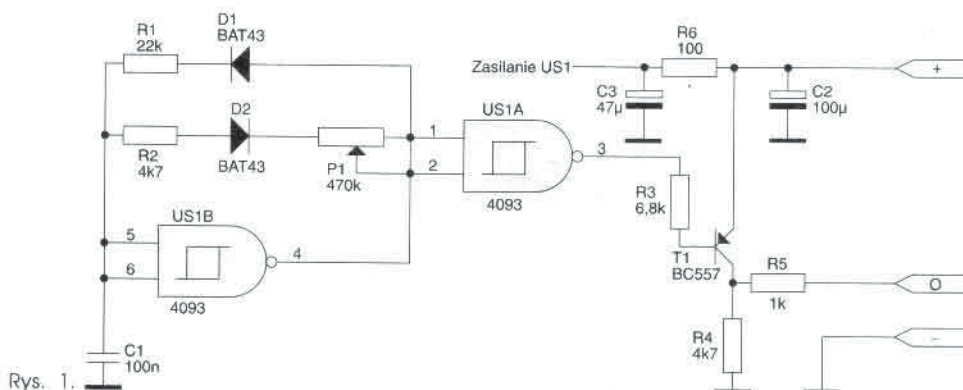 D1
BAT43
R1
22k
D2
BAT43
R2
4k7
P1
470k
US1B
5
6
4
4093
C1
100n
Rys. 1.
Zasilanie US1
US1A
1
2
3
4093
C3
47µ
R6
100
C2
100µ
+
R3
6,8k
T1
BC557
R5
1k
O
R4
4k7
−